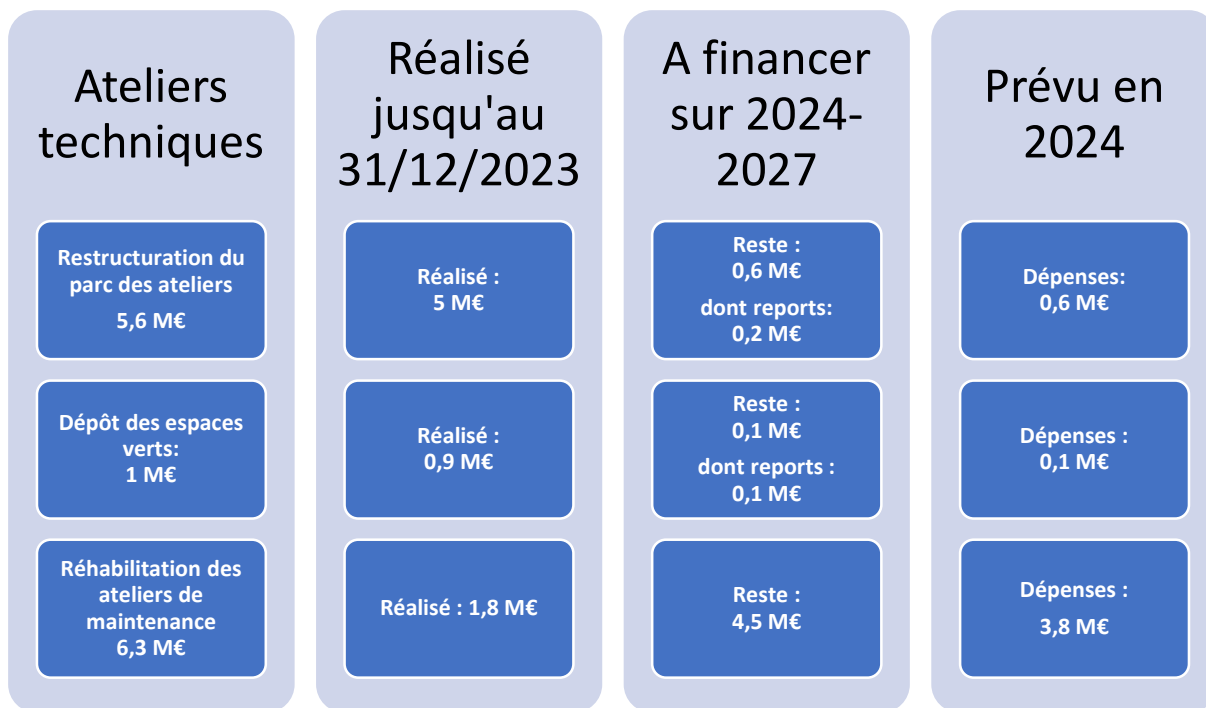 Ateliers
techniques
Restructuration du
parc des ateliers
5,6 M€
Dépôt des espaces
verts:
1 M€
Réhabilitation des
ateliers de
maintenance
6,3 M€
Réalisé
jusqu'au
31/12/2023
Réalisé :
5 M€
Réalisé :
0,9 M€
Réalisé : 1,8 M€
A financer
sur 2024-
2027
Reste :
0,6 M€
dont reports:
0,2 M€
Reste :
0,1 M€
dont reports :
0,1 M€
Reste :
4,5 M€
Prévu en
2024
Dépenses:
0,6 M€
Dépenses :
0,1 M€
Dépenses :
3,8 M€